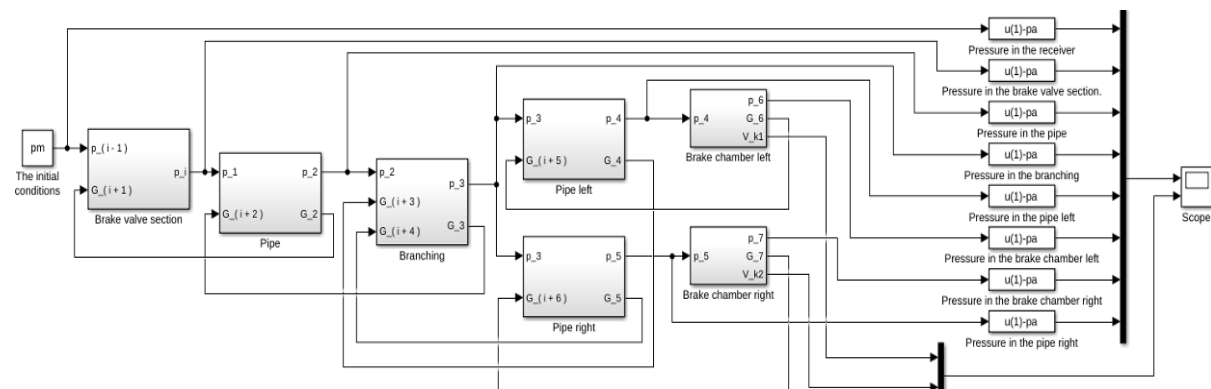 u(1)-pa
Pressure in the receiver
u(1)-pa
Pressure in the brake valve section.
u(1)-pa
Pressure in the pipe
u(1)-pa
Pressure in the branching
u(1)-pa
Pressure in the pipe left
u(1)-pa
Pressure in the brake chamber left
u(1)-pa
Pressure in the brake chamber right
u(1)-pa
Pressure in the pipe right
pm
The initial
conditions
p_(i - 1)
p_i
G_(i + 1)
Brake valve section
p_1
p_2
G_(i + 2)
G_2
Pipe
p_2
p_3
G_(i + 3)
G_(i + 4)
G_3
Branching
p_3
p_4
G_(i + 5)
G_4
Pipe left
p_4
p_6
G_6
V_k1
Brake chamber left
p_3
p_5
G_(i + 6)
G_5
Pipe right
p_5
p_7
G_7
V_k2
Brake chamber right
Scope